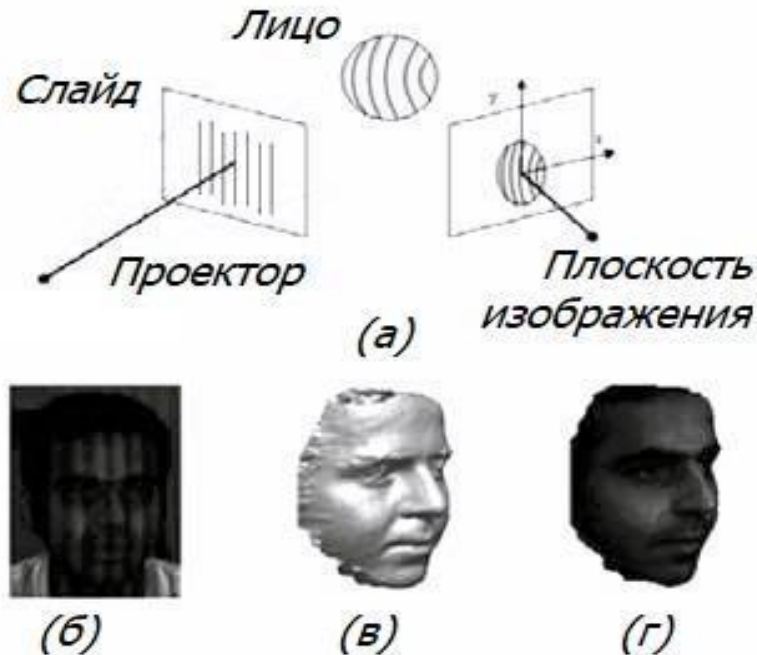 Лицо
Слайд
Проектор
Плоскость
изображения
(а)
(б)
(в)
(г)